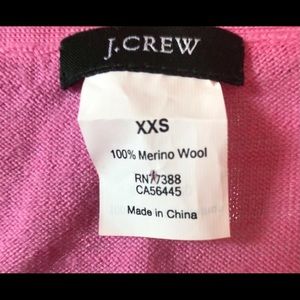 J.CREW
XXS
100% Merino Wool
RN77388
CA56445
Made in China